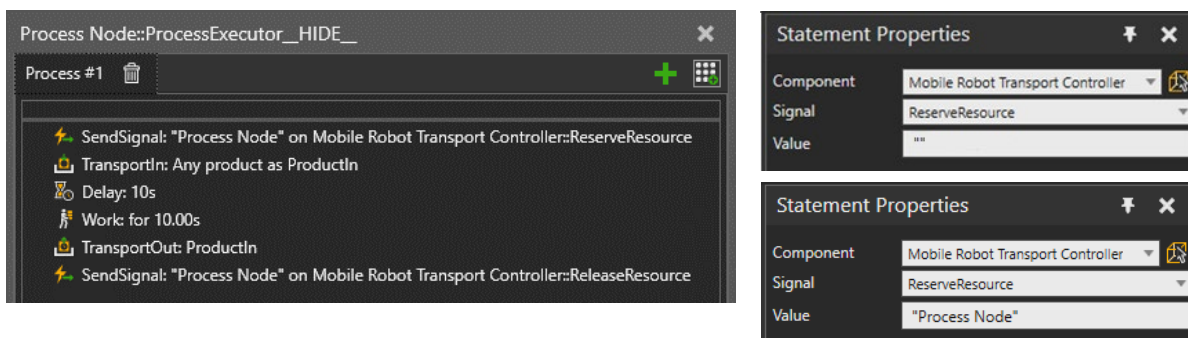 Process Node::ProcessExecutor__HIDE__
Process #1
SendSignal: "Process Node" on Mobile Robot Transport Controller::ReserveResource
TransportIn: Any product as ProductIn
Delay: 10s
Work: for 10.00s
TransportOut: ProductIn
SendSignal: "Process Node" on Mobile Robot Transport Controller::ReleaseResource
Statement Properties
Component Mobile Robot Transport Controller
Signal ReserveResource
Value ""
Statement Properties
Component Mobile Robot Transport Controller
Signal ReserveResource
Value "Process Node"